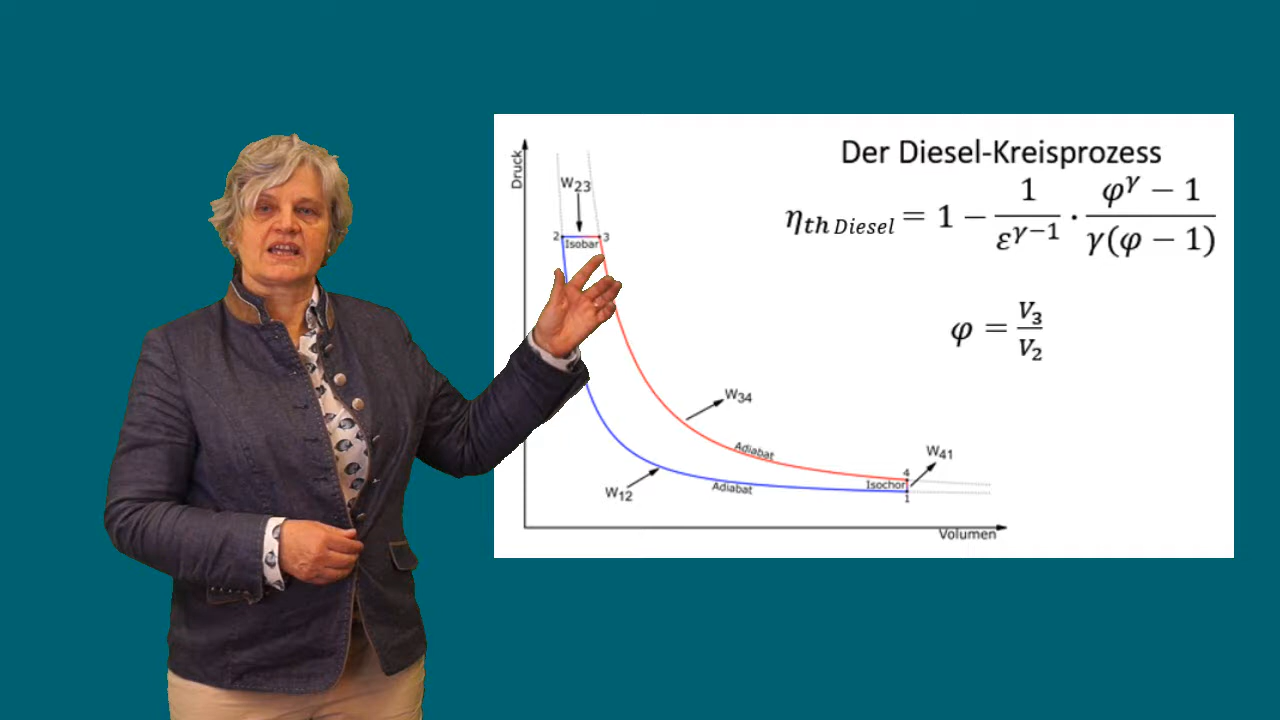 Der Diesel-Kreisprozess
η_th Diesel = 1 − 1/ε^(γ−1) · (φ^γ − 1)/(γ(φ − 1))
φ = V₃/V₂
Druck
W₂₃
2
3
Isobar
W₃₄
Adiabat
W₄₁
4
Isochor
1
W₁₂
Adiabat
Volumen